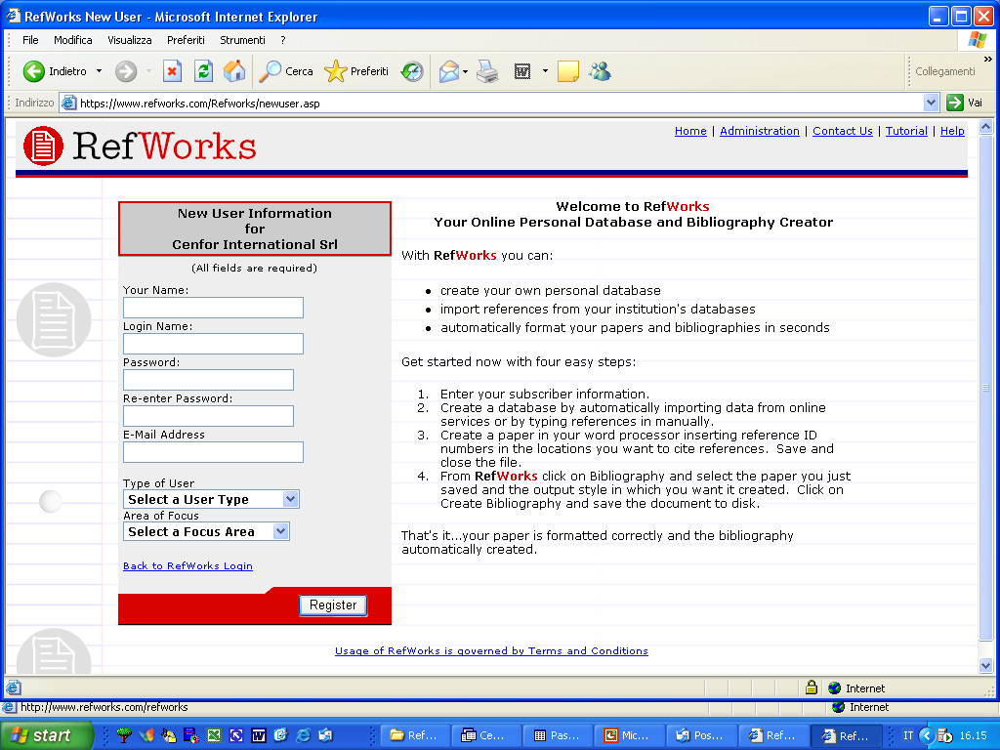 RefWorks New User - Microsoft Internet Explorer
File Modifica Visualizza Preferiti Strumenti ?
Indietro Cerca Preferiti Collegamenti »
Indirizzo https://www.refworks.com/Refworks/newuser.asp Vai
RefWorks
Home | Administration | Contact Us | Tutorial | Help
New User Information
for
Cenfor International Srl
(All fields are required)
Your Name:
Login Name:
Password:
Re-enter Password:
E-Mail Address
Type of User
Select a User Type
Area of Focus
Select a Focus Area
Back to RefWorks Login
Register
Welcome to RefWorks
Your Online Personal Database and Bibliography Creator
With RefWorks you can:
• create your own personal database
• import references from your institution's databases
• automatically format your papers and bibliographies in seconds
Get started now with four easy steps:
1. Enter your subscriber information.
2. Create a database by automatically importing data from online
services or by typing references in manually.
3. Create a paper in your word processor inserting reference ID
numbers in the locations you want to cite references. Save and
close the file.
4. From RefWorks click on Bibliography and select the paper you just
saved and the output style in which you want it created. Click on
Create Bibliography and save the document to disk.
That's it...your paper is formatted correctly and the bibliography
automatically created.
Usage of RefWorks is governed by Terms and Conditions
Internet
http://www.refworks.com/refworks Internet
start Ref... Ce... Pas... Mic... Pos... Ref... Ref... IT 16.15